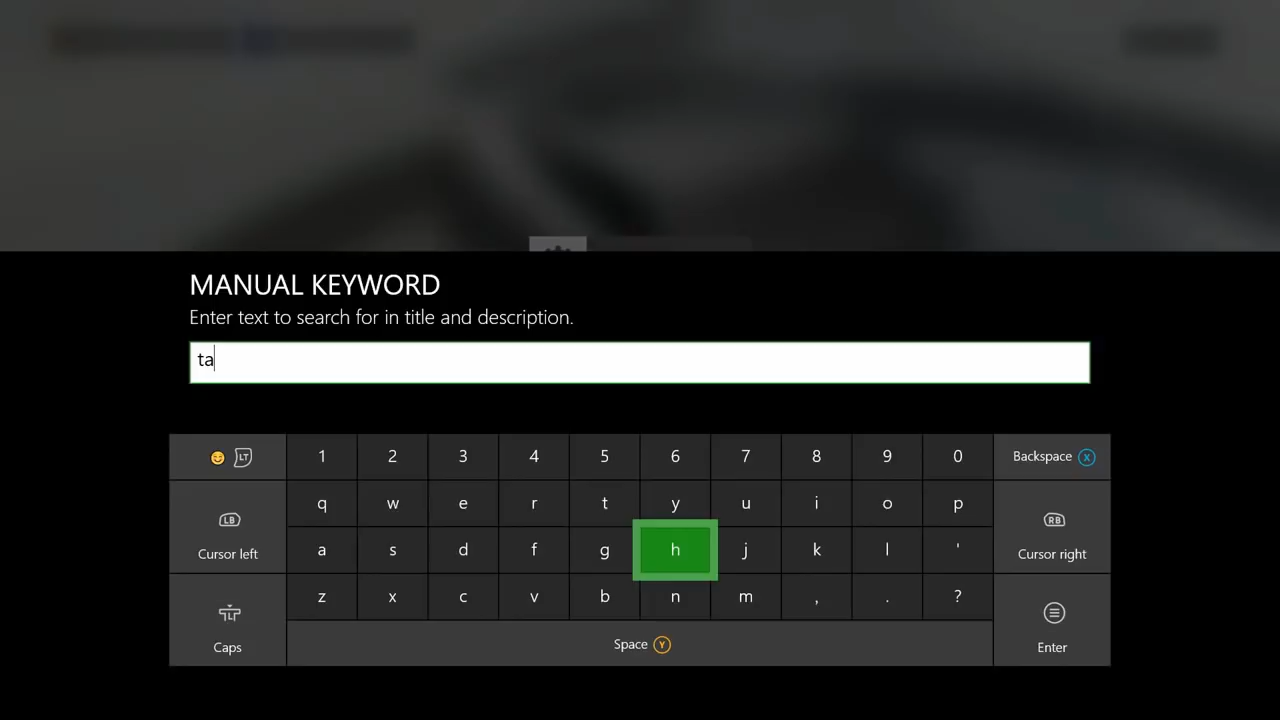 MANUAL KEYWORD
Enter text to search for in title and description.
ta
LT 1 2 3 4 5 6 7 8 9 0 Backspace X
q w e r t y u i o p
LB Cursor left a s d f g h j k l ' RB Cursor right
z x c v b n m , . ?
Caps Space Y Enter